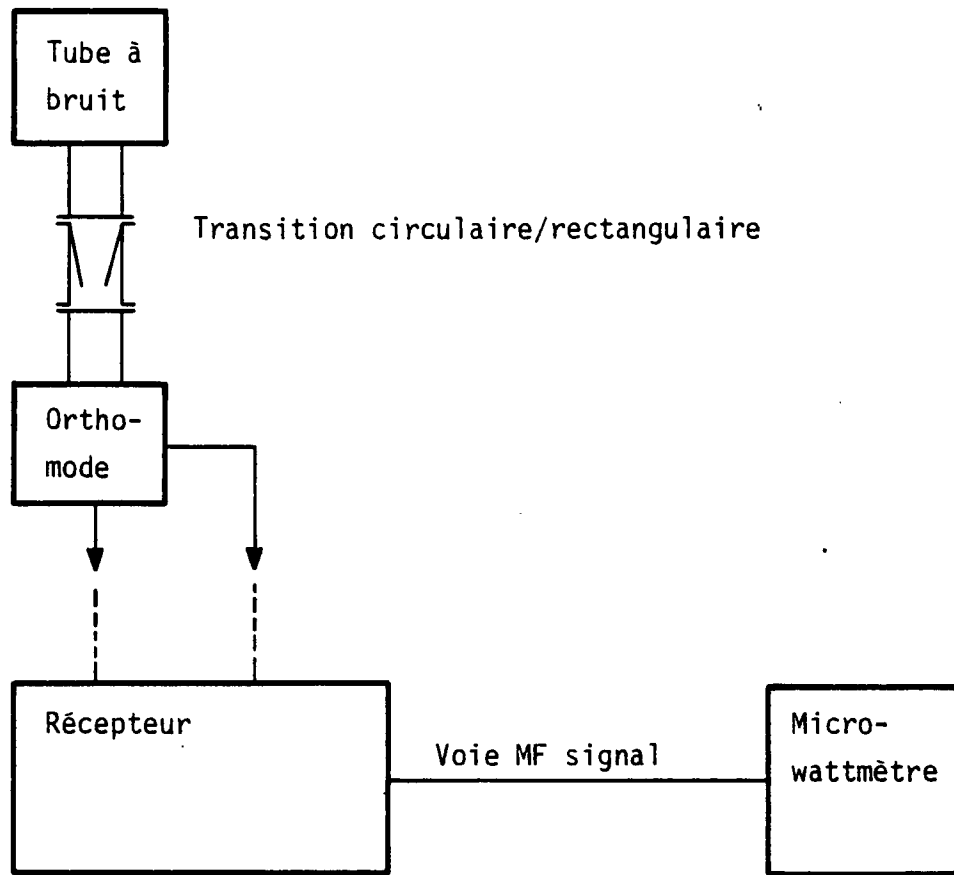 Tube à
bruit
Transition circulaire/rectangulaire
Ortho-
mode
Récepteur
Voie MF signal
Micro-
wattmètre